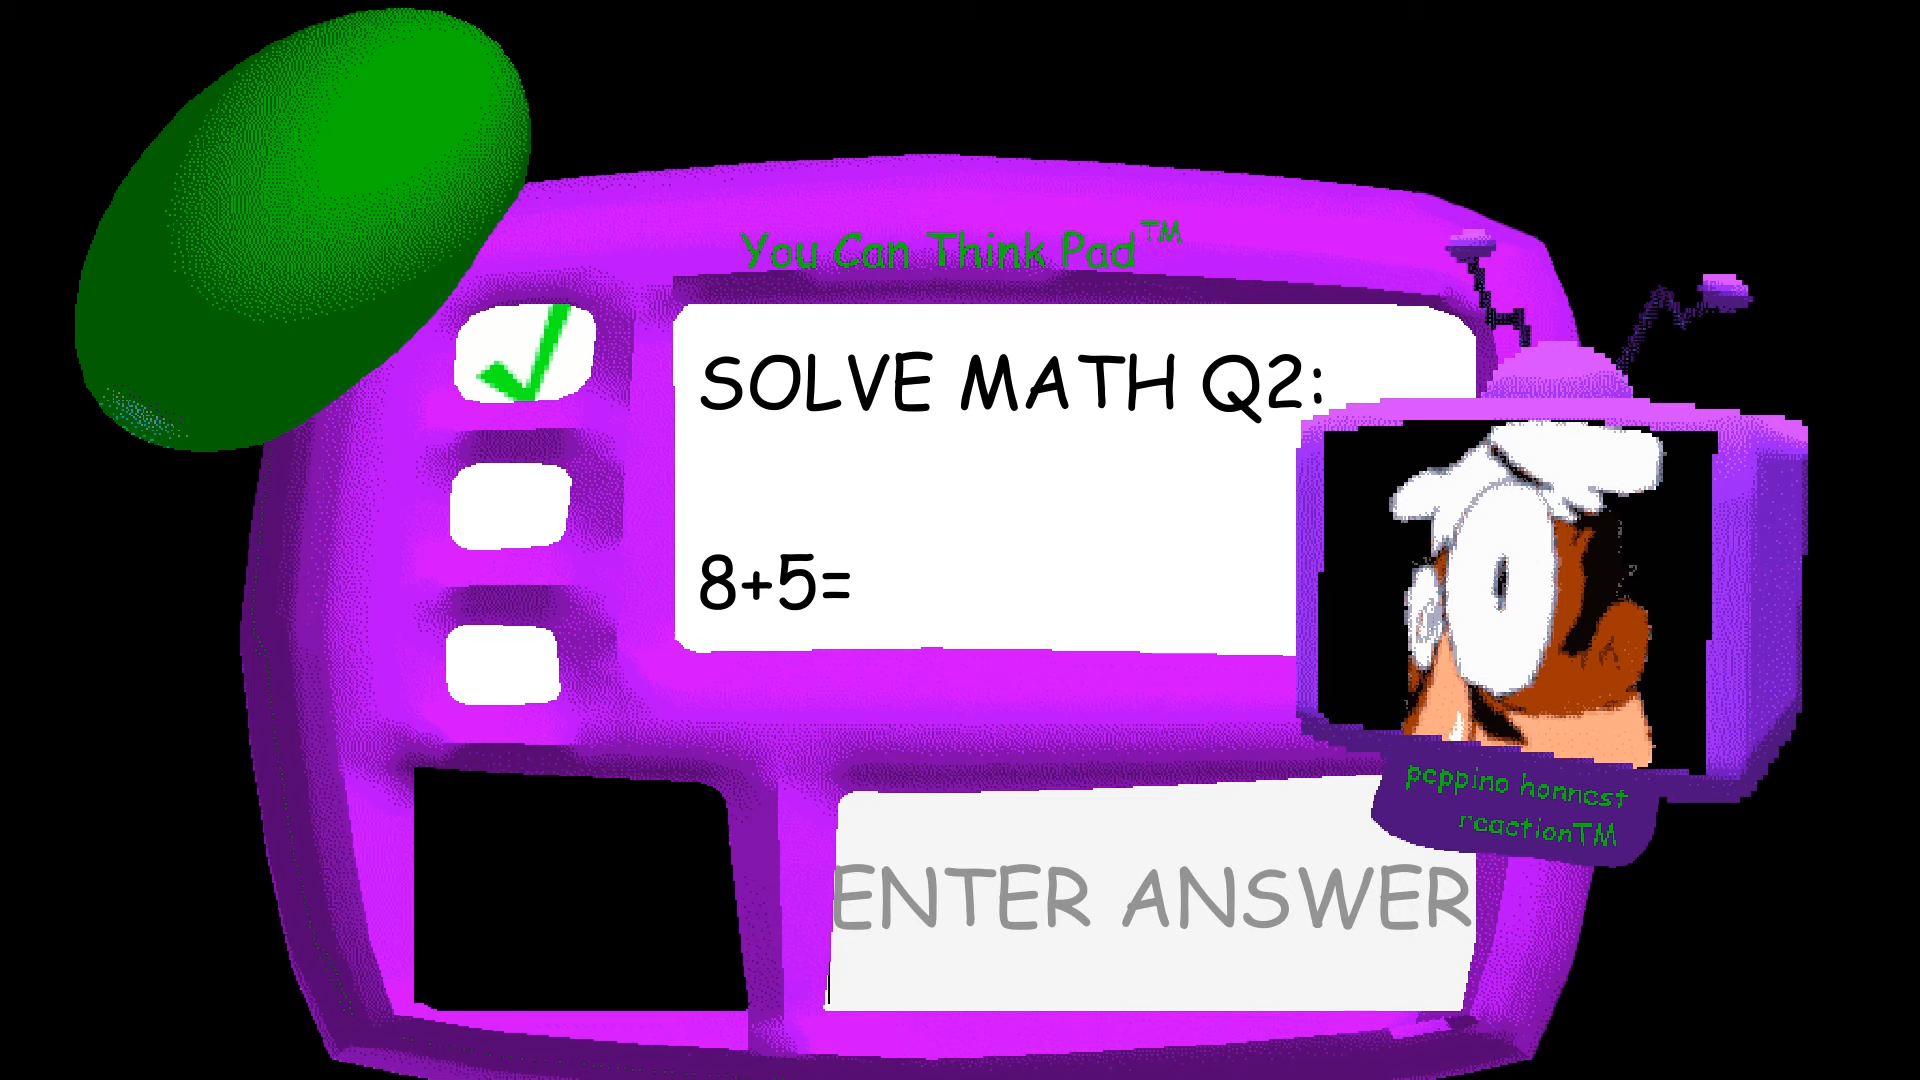 You Can Think Pad™
SOLVE MATH Q2:
8+5=
peppino honnest
reactionTM
ENTER ANSWER